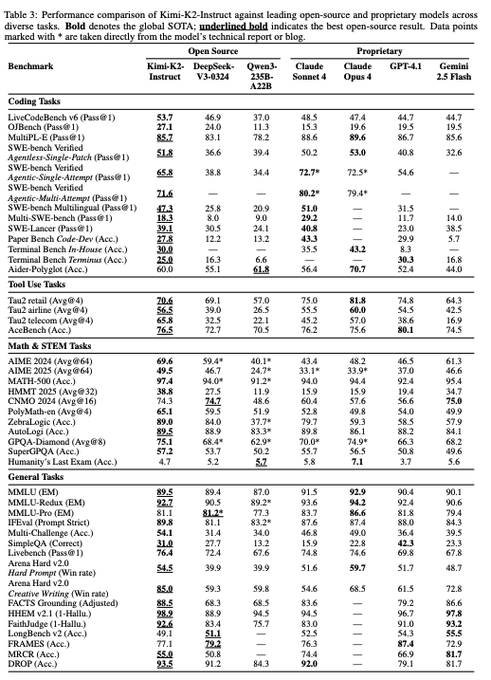 Table 3: Performance comparison of Kimi-K2-Instruct against leading open-source and proprietary models across
diverse tasks. Bold denotes the global SOTA; underlined bold indicates the best open-source result. Data points
marked with * are taken directly from the model's technical report or blog.
Open Source Proprietary
Benchmark Kimi-K2- DeepSeek- Qwen3- Claude Claude GPT-4.1 Gemini
Instruct V3-0324 235B- Sonnet 4 Opus 4 2.5 Flash
A22B
Coding Tasks
LiveCodeBench v6 (Pass@1) 53.7 46.9 37.0 48.5 47.4 44.7 44.7
OJBench (Pass@1) 27.1 24.0 11.3 15.3 19.6 19.5 19.5
MultiPL-E (Pass@1) 85.7 83.1 78.2 88.6 89.6 86.7 85.6
SWE-bench Verified
Agentless-Single-Patch (Pass@1) 51.8 36.6 39.4 50.2 53.0 40.8 32.6
SWE-bench Verified
Agentic-Single-Attempt (Pass@1) 65.8 38.8 34.4 72.7* 72.5* 54.6 —
SWE-bench Verified
Agentic-Multi-Attempt (Pass@1) 71.6 — — 80.2* 79.4* — —
SWE-bench Multilingual (Pass@1) 47.3 25.8 20.9 51.0 — 31.5 —
Multi-SWE-bench (Pass@1) 18.3 8.0 9.0 29.2 — 11.7 14.0
SWE-Lancer (Pass@1) 39.1 30.5 24.1 40.8 — 23.0 38.5
Paper Bench Code-Dev (Acc.) 27.8 12.2 13.2 43.3 — 29.9 5.7
Terminal Bench In-House (Acc.) 30.0 — — 35.5 43.2 8.3 —
Terminal Bench Terminus (Acc.) 25.0 16.3 6.6 — — 30.3 16.8
Aider-Polyglot (Acc.) 60.0 55.1 61.8 56.4 70.7 52.4 44.0
Tool Use Tasks
Tau2 retail (Avg@4) 70.6 69.1 57.0 75.0 81.8 74.8 64.3
Tau2 airline (Avg@4) 56.5 39.0 26.5 55.5 60.0 54.5 42.5
Tau2 telecom (Avg@4) 65.8 32.5 22.1 45.2 57.0 38.6 16.9
AceBench (Acc.) 76.5 72.7 70.5 76.2 75.6 80.1 74.5
Math & STEM Tasks
AIME 2024 (Avg@64) 69.6 59.4* 40.1* 43.4 48.2 46.5 61.3
AIME 2025 (Avg@64) 49.5 46.7 24.7* 33.1* 33.9* 37.0 46.6
MATH-500 (Acc.) 97.4 94.0* 91.2* 94.0 94.4 92.4 95.4
HMMT 2025 (Avg@32) 38.8 27.5 11.9 15.9 15.9 19.4 34.7
CNMO 2024 (Avg@16) 74.3 74.7 48.6 60.4 57.6 56.6 75.0
PolyMath-en (Avg@4) 65.1 59.5 51.9 52.8 49.8 54.0 49.9
ZebraLogic (Acc.) 89.0 84.0 37.7* 79.7 59.3 58.5 57.9
AutoLogi (Acc.) 89.5 88.9 83.3* 89.8 86.1 88.2 84.1
GPQA-Diamond (Avg@8) 75.1 68.4* 62.9* 70.0* 74.9* 66.3 68.2
SuperGPQA (Acc.) 57.2 53.7 50.2 55.7 56.5 50.8 49.6
Humanity's Last Exam (Acc.) 4.7 5.2 5.7 5.8 7.1 3.7 5.6
General Tasks
MMLU (EM) 89.5 89.4 87.0 91.5 92.9 90.4 90.1
MMLU-Redux (EM) 92.7 90.5 89.2* 93.6 94.2 92.4 90.6
MMLU-Pro (EM) 81.1 81.2* 77.3 83.7 86.6 81.8 79.4
IFEval (Prompt Strict) 89.8 81.1 83.2* 87.6 87.4 88.0 84.3
Multi-Challenge (Acc.) 54.1 31.4 34.0 46.8 49.0 36.4 39.5
SimpleQA (Correct) 31.0 27.7 13.2 15.9 22.8 42.3 23.3
Livebench (Pass@1) 76.4 72.4 67.6 74.8 74.6 69.8 67.8
Arena Hard v2.0
Hard Prompt (Win rate) 54.5 39.9 39.9 51.6 59.7 51.7 48.7
Arena Hard v2.0
Creative Writing (Win rate) 85.0 59.3 59.8 54.6 68.5 61.5 72.8
FACTS Grounding (Adjusted) 88.5 68.3 68.5 83.6 — 79.2 86.6
HHEM v2.1 (1-Hallu.) 98.9 88.9 94.5 94.5 — 96.7 97.8
FaithJudge (1-Hallu.) 92.6 83.4 75.7 83.0 — 91.0 93.2
LongBench v2 (Acc.) 49.1 51.1 — 52.5 — 54.3 55.5
FRAMES (Acc.) 77.1 79.2 — 76.3 — 87.4 72.9
MRCR (Acc.) 55.0 50.8 — 74.4 — 66.9 81.7
DROP (Acc.) 93.5 91.2 84.3 92.0 — 79.1 81.7